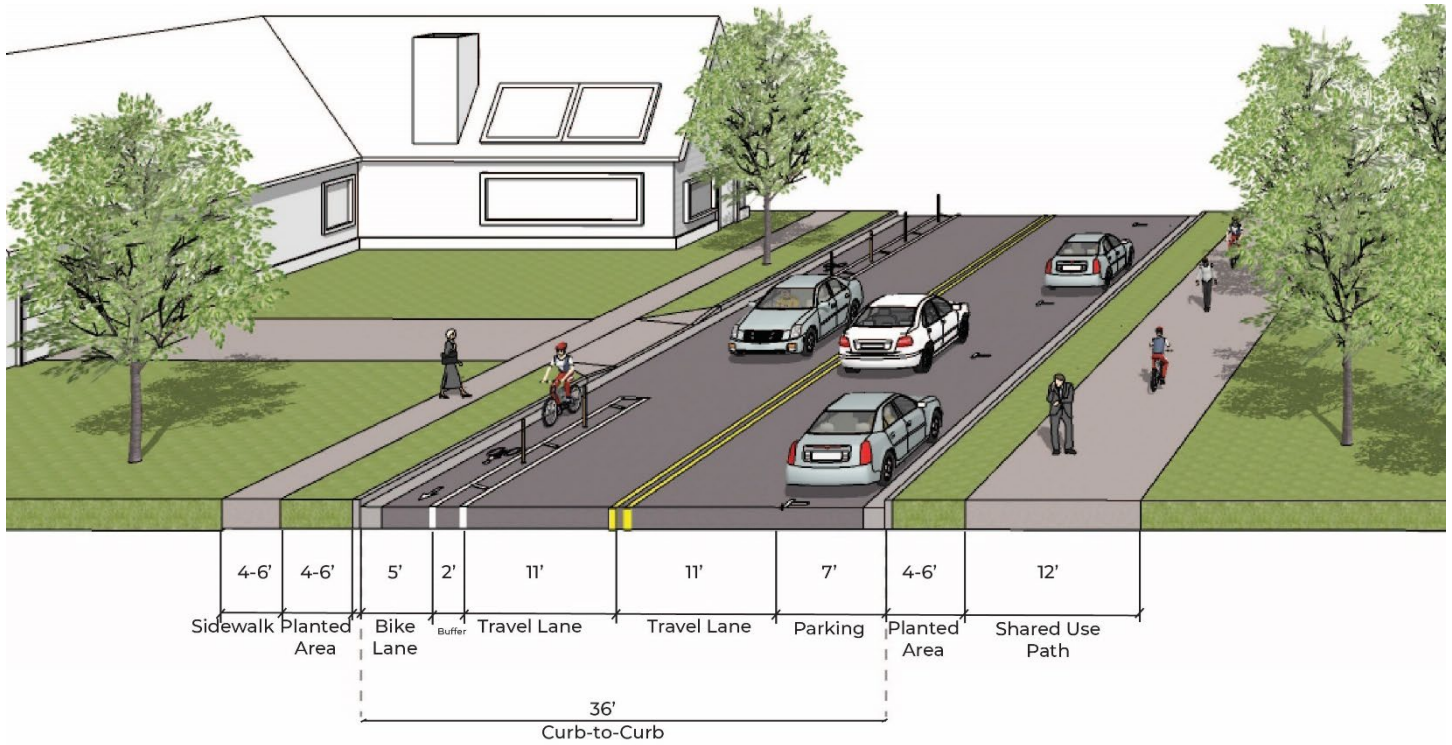 4-6' 4-6' 5' 2' 11' 11' 7' 4-6' 12'
Sidewalk Planted Bike Buffer Travel Lane Travel Lane Parking Planted Shared Use
Area Lane Area Path
36'
Curb-to-Curb